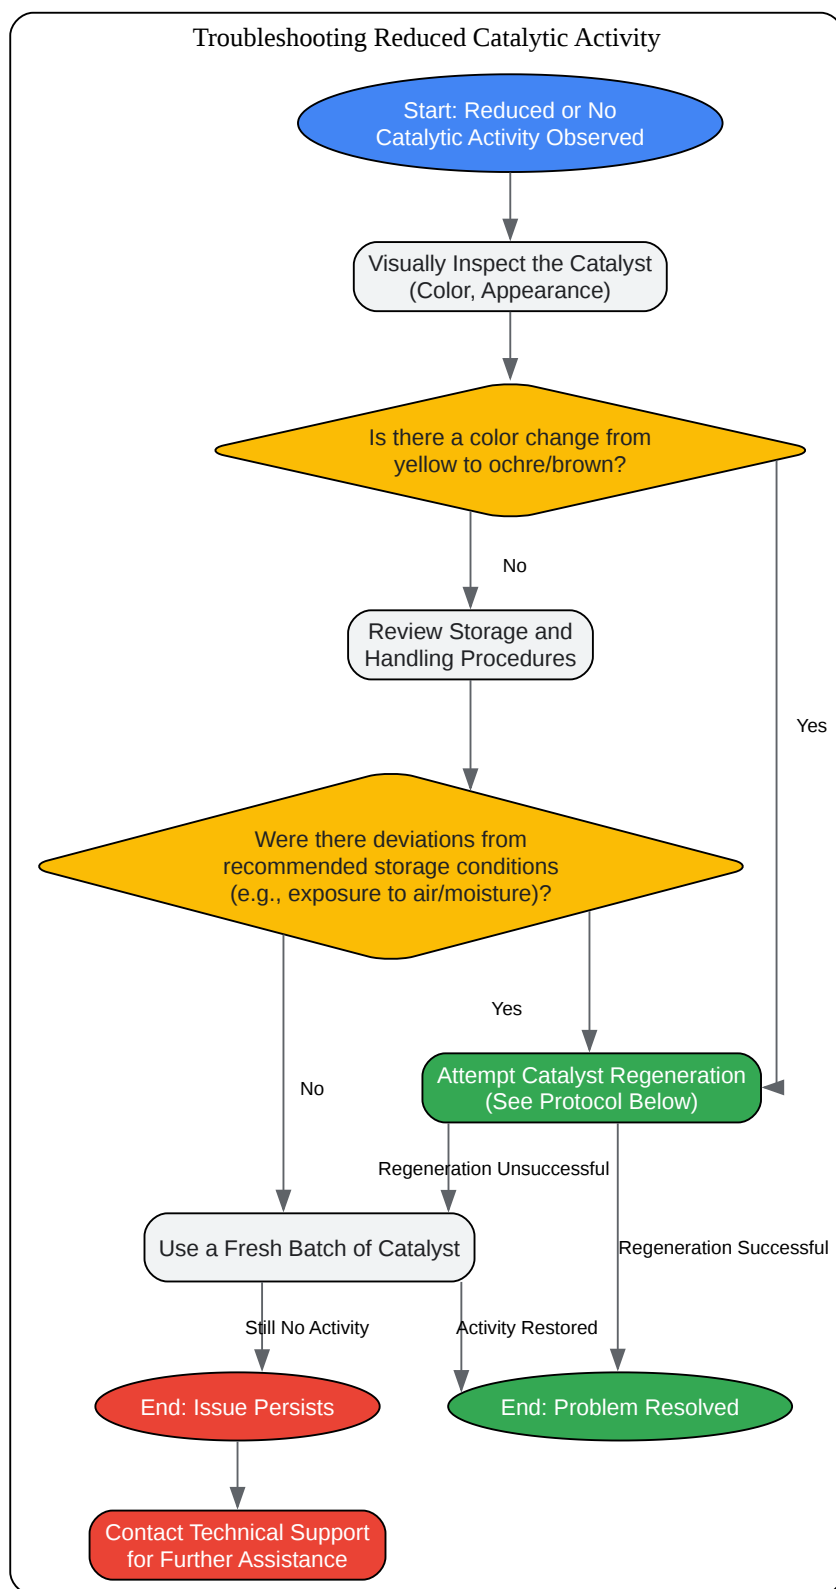 Troubleshooting Reduced Catalytic Activity
Start: Reduced or No
Catalytic Activity Observed
Visually Inspect the Catalyst
(Color, Appearance)
Is there a color change from
yellow to ochre/brown?
No
Review Storage and
Handling Procedures
Yes
Were there deviations from
recommended storage conditions
(e.g., exposure to air/moisture)?
Yes
Attempt Catalyst Regeneration
(See Protocol Below)
No
Regeneration Unsuccessful
Use a Fresh Batch of Catalyst
Regeneration Successful
Still No Activity
Activity Restored
End: Issue Persists
End: Problem Resolved
Contact Technical Support
for Further Assistance